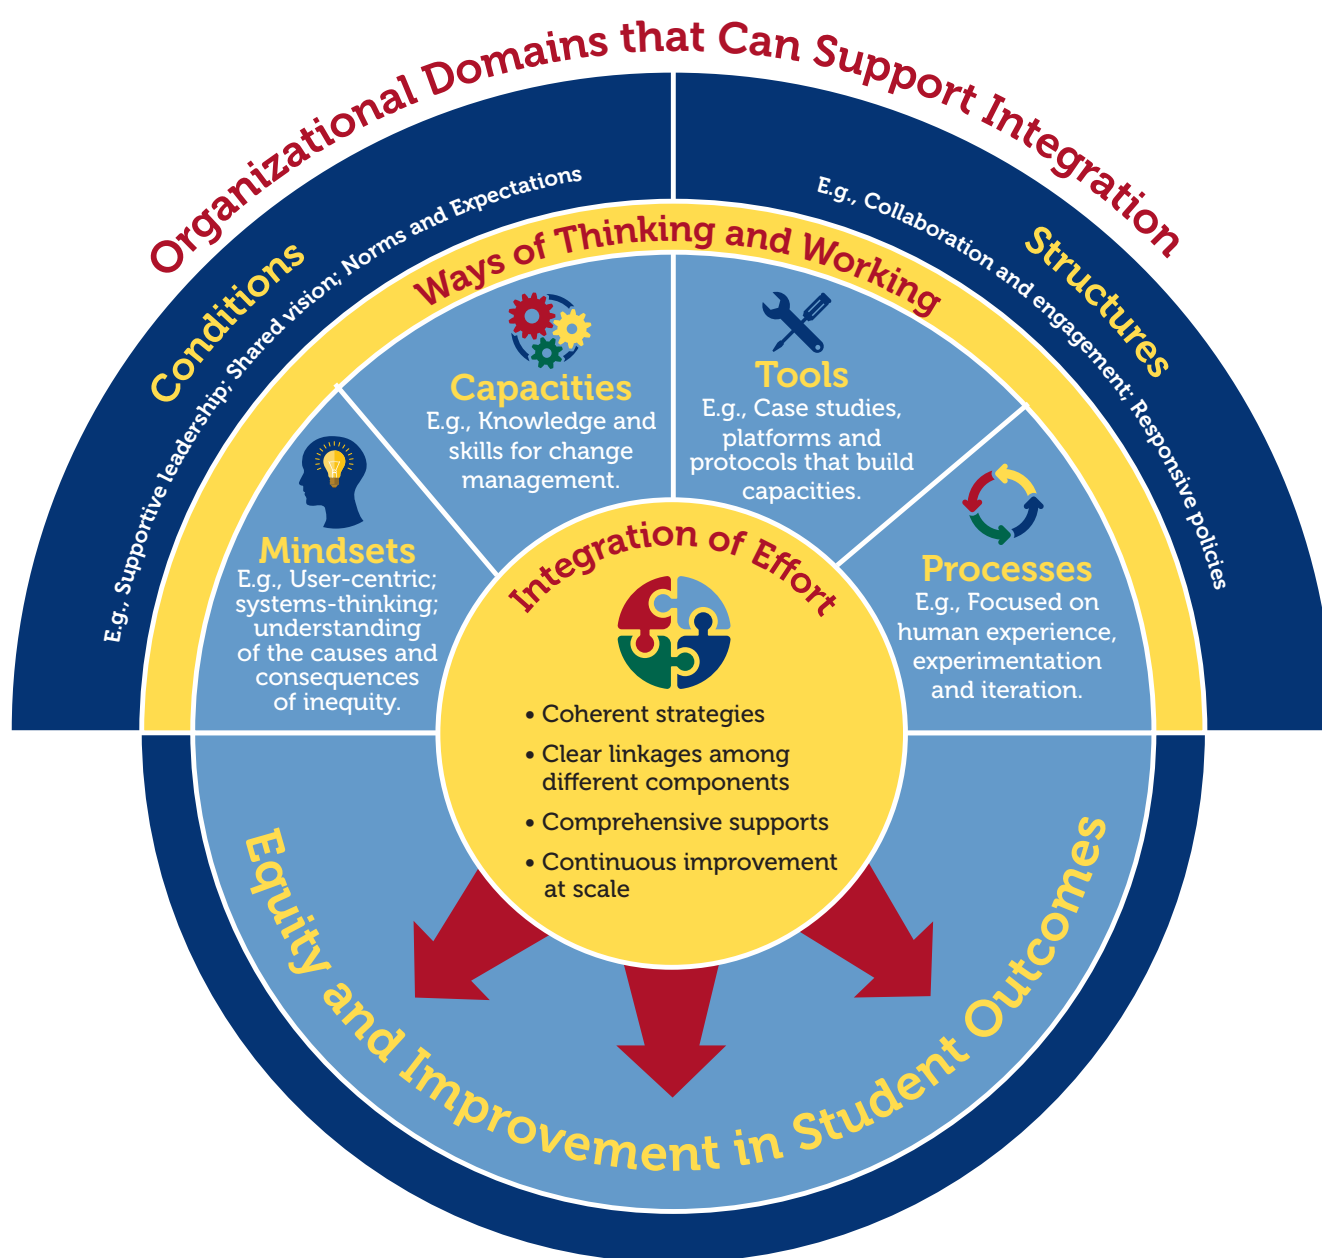 Organizational Domains that Can Support Integration
Conditions
E.g., Supportive leadership; Shared vision; Norms and Expectations
Structures
E.g., Collaboration and engagement; Responsive policies
Ways of Thinking and Working
Mindsets
E.g., User-centric;
systems-thinking;
understanding
of the causes and
consequences
of inequity.
Capacities
E.g., Knowledge and
skills for change
management.
Tools
E.g., Case studies,
platforms and
protocols that build
capacities.
Processes
E.g., Focused on
human experience,
experimentation
and iteration.
Integration of Effort
• Coherent strategies
• Clear linkages among
different components
• Comprehensive supports
• Continuous improvement
at scale
Equity and Improvement in Student Outcomes